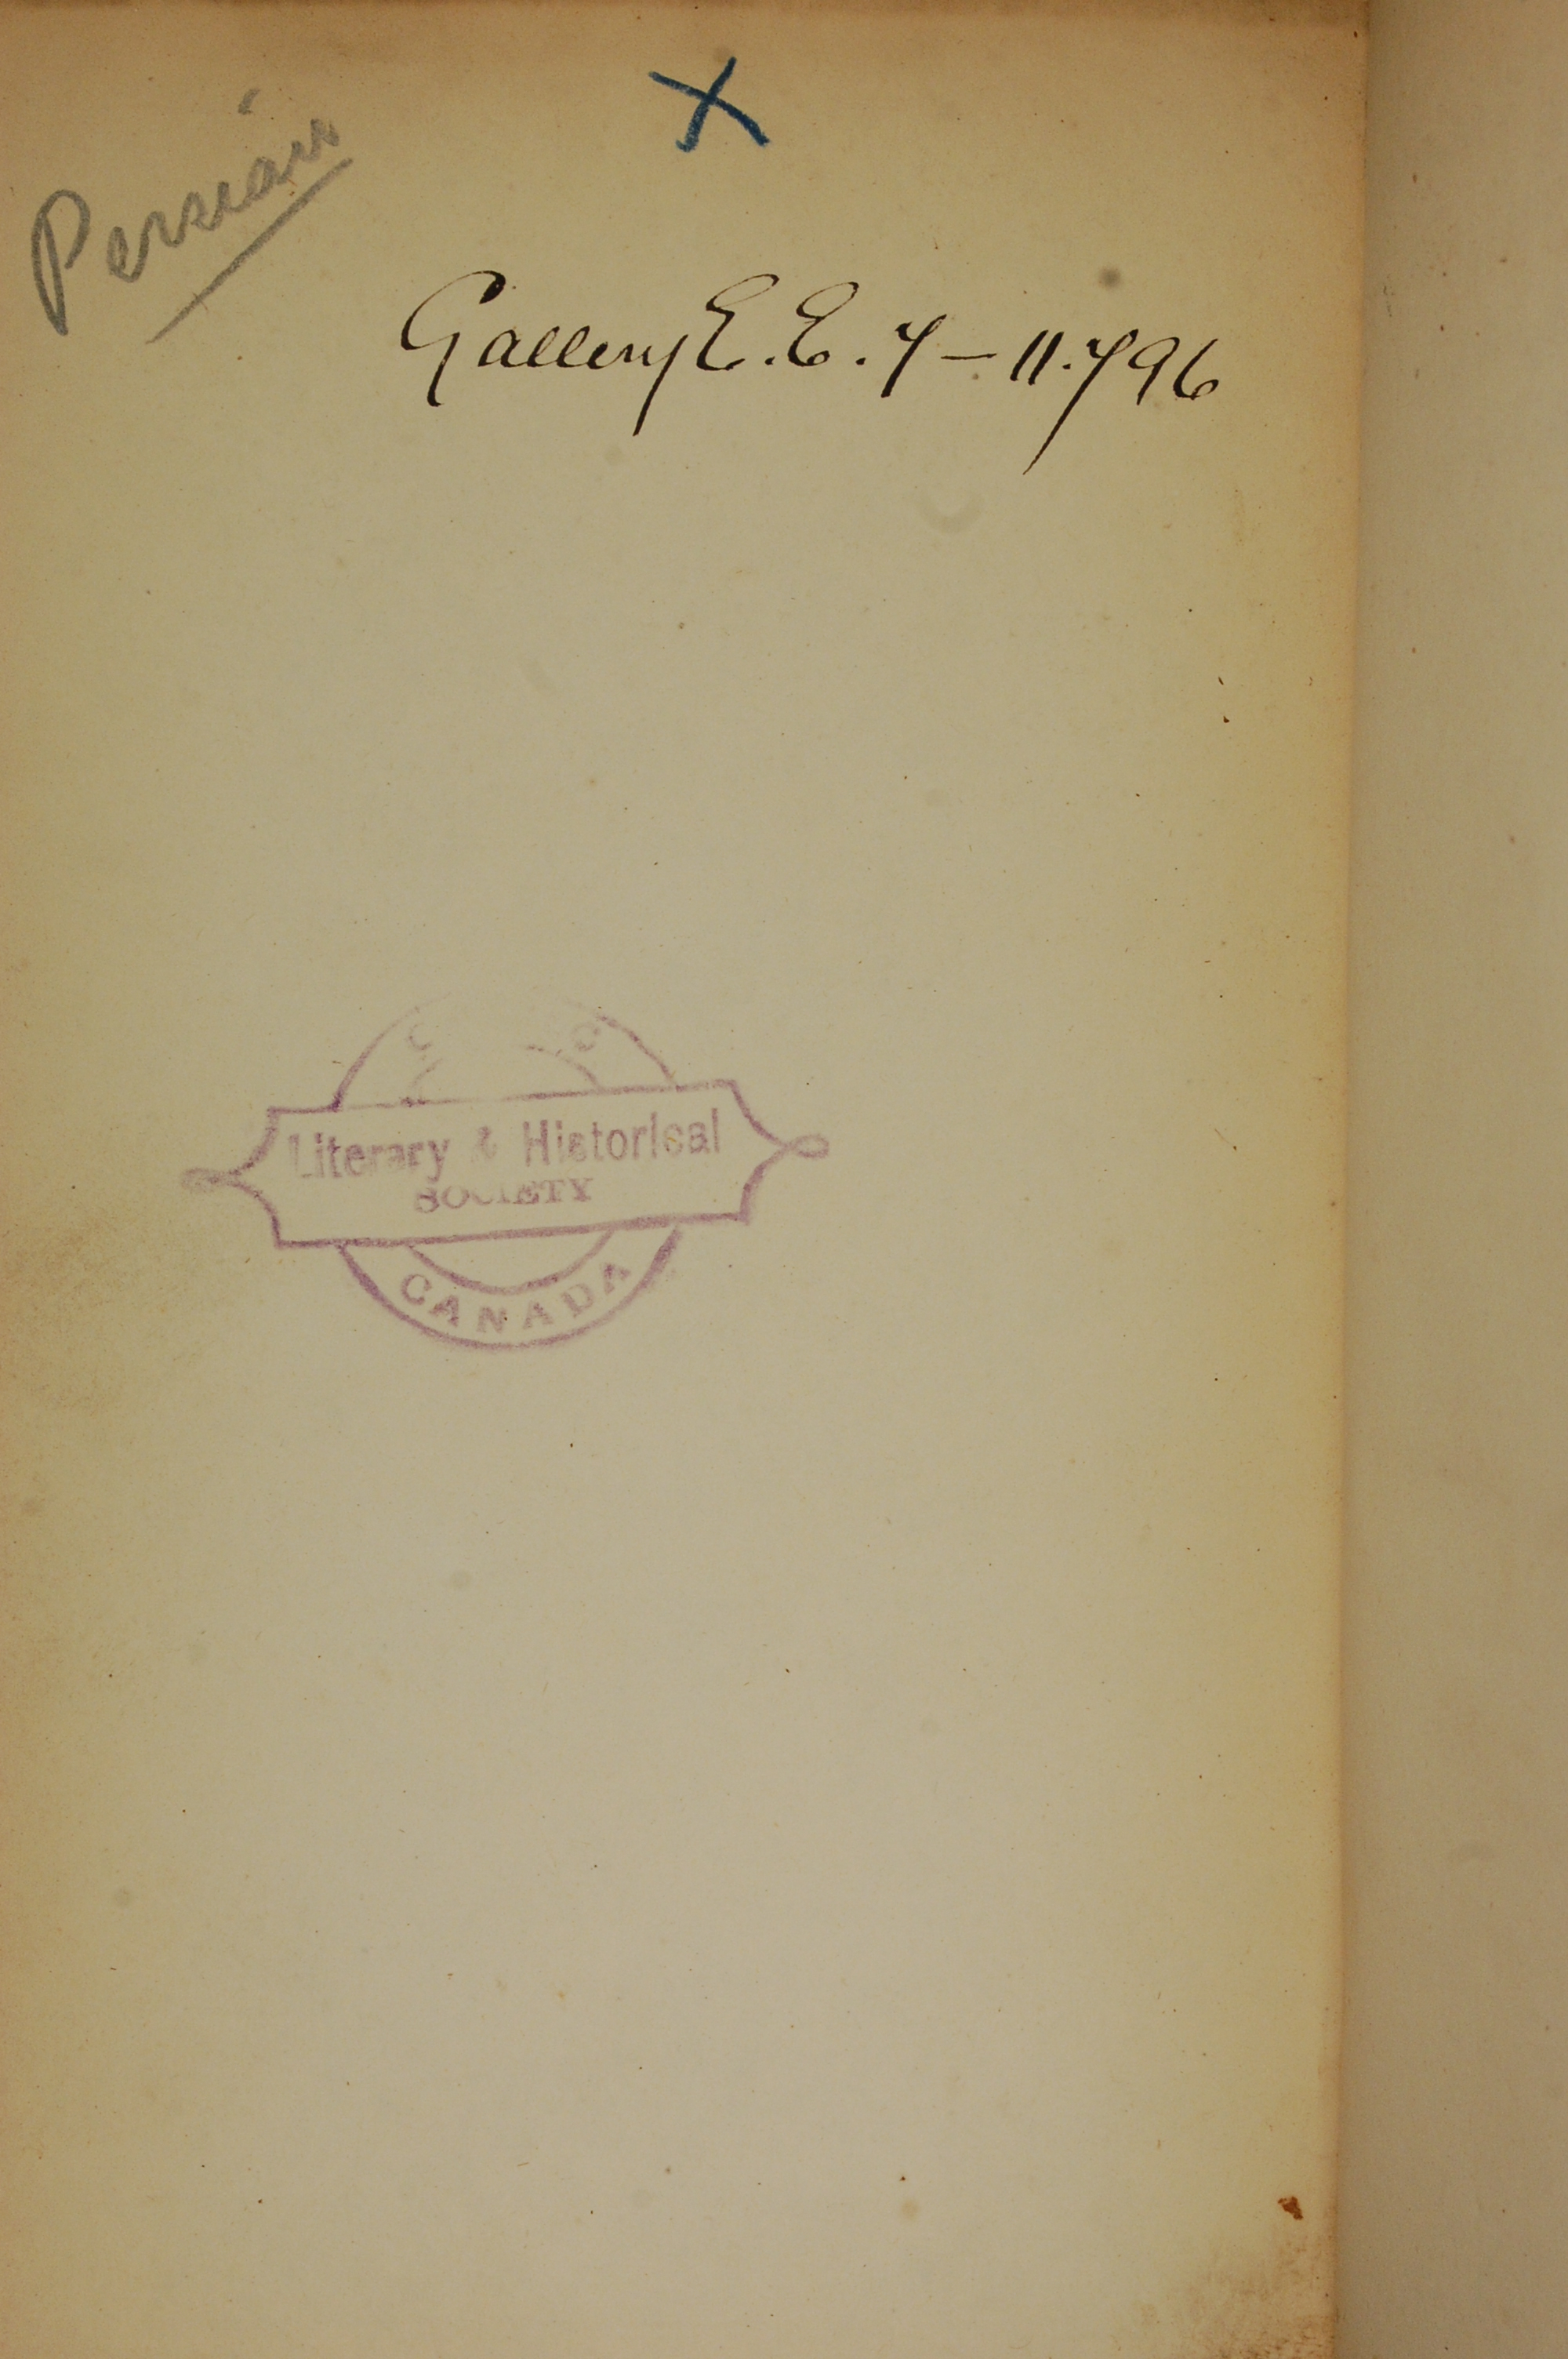 X
Persian
Gallery E.E. 7 – 11.796
Literary & Historical
SOCIETY
CANADA